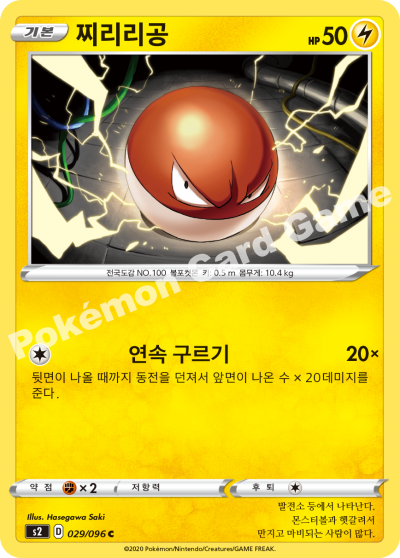 기본 찌리리공 HP 50
전국도감 NO.100 볼포켓몬 키: 0.5 m 몸무게: 10.4 kg
Pokémon Card Game
연속 구르기 20×
뒷면이 나올 때까지 동전을 던져서 앞면이 나온 수 × 20데미지를
준다.
약점 ×2 저항력 후퇴
Illus. Hasegawa Saki
s2 D 029/096 C
발전소 등에서 나타난다.
몬스터볼과 헷갈려서
만지고 마비되는 사람이 많다.
©2020 Pokémon/Nintendo/Creatures/GAME FREAK.